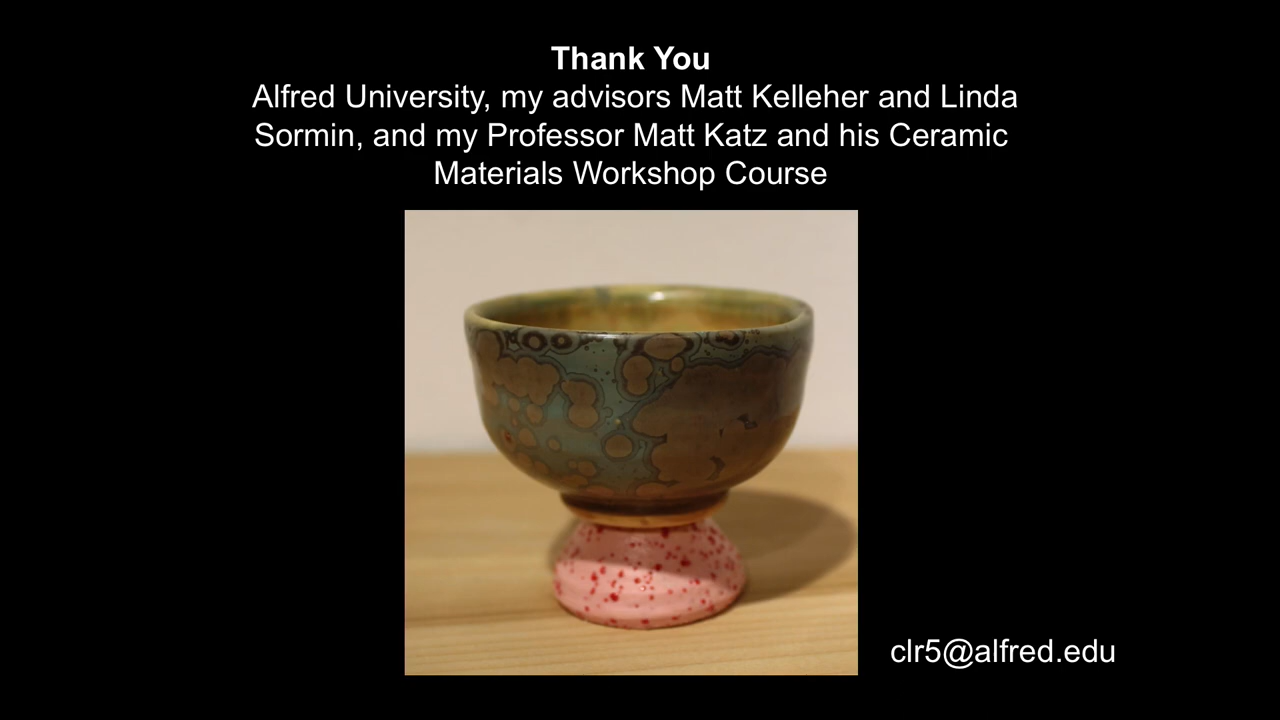 Thank You
Alfred University, my advisors Matt Kelleher and Linda
Sormin, and my Professor Matt Katz and his Ceramic
Materials Workshop Course
clr5@alfred.edu